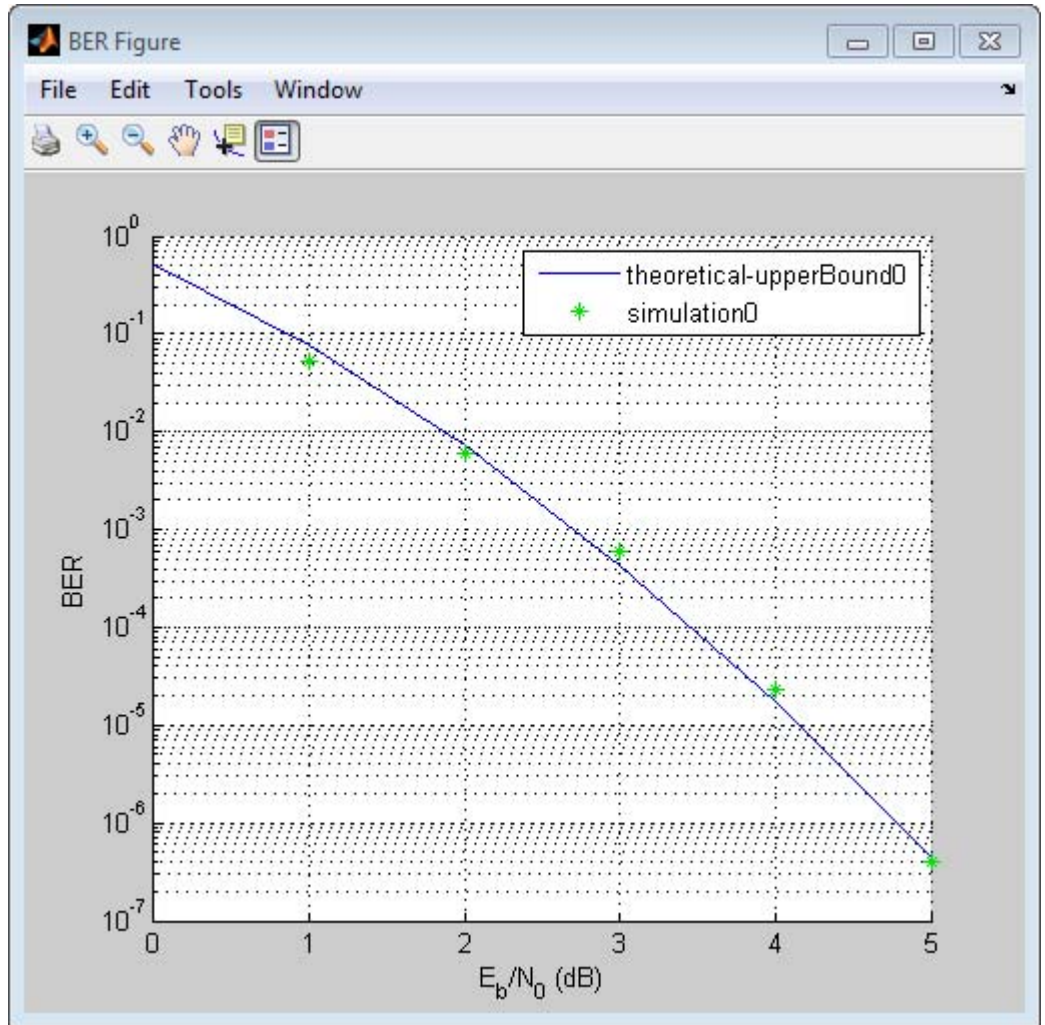 BER Figure
File Edit Tools Window
10^0
10^-1
10^-2
10^-3
10^-4
10^-5
10^-6
10^-7
BER
theoretical-upperBound0
simulation0
0 1 2 3 4 5
E_b/N_0 (dB)